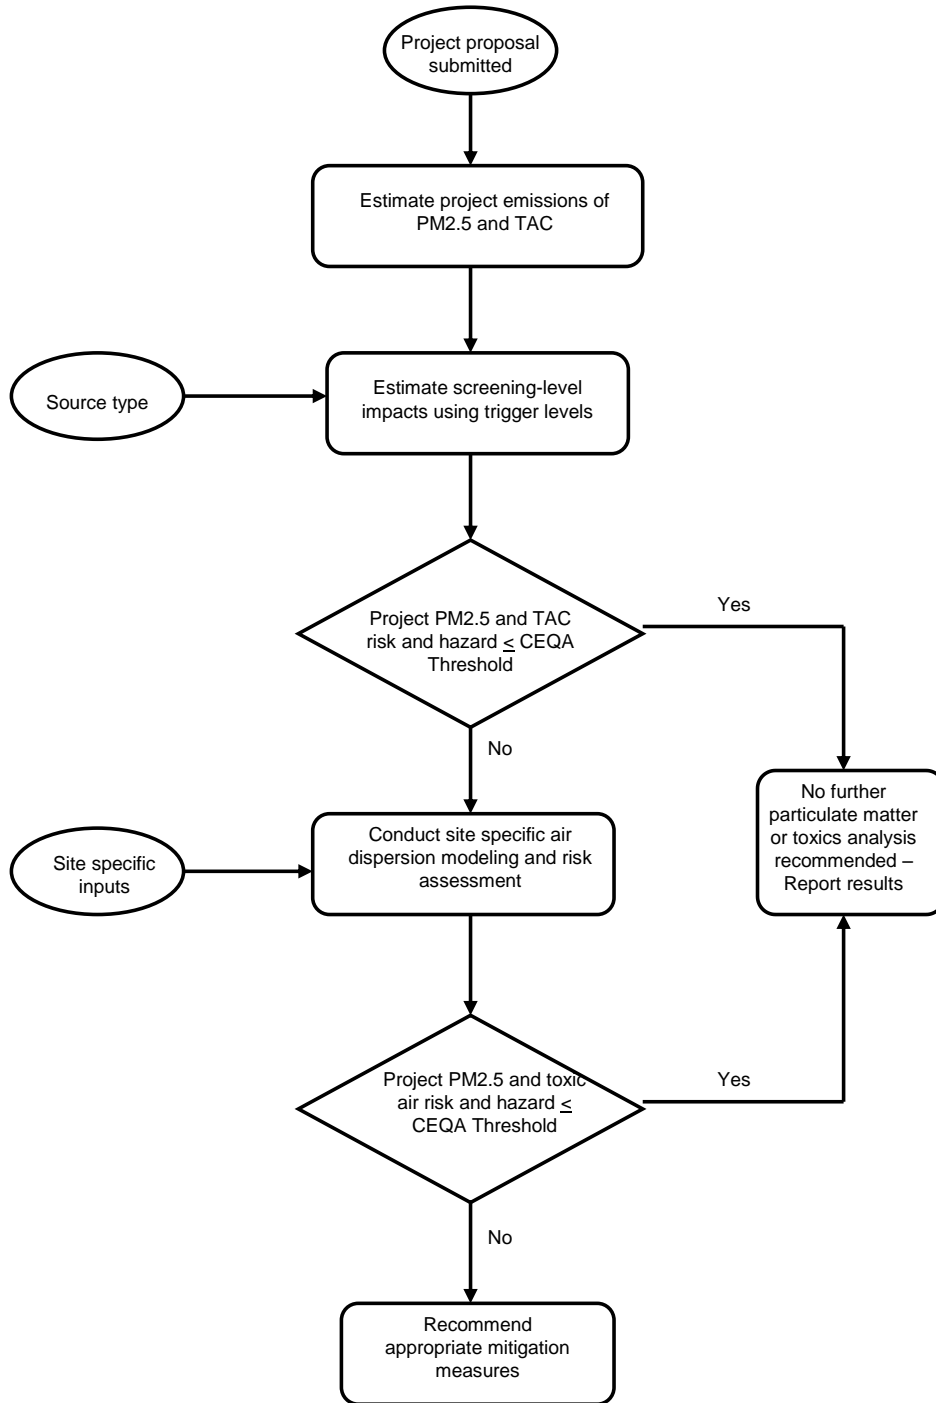 Project proposal
submitted
Estimate project emissions of
PM2.5 and TAC
Source type
Estimate screening-level
impacts using trigger levels
Project PM2.5 and TAC
risk and hazard ≤ CEQA
Threshold
Yes
No
No further
particulate matter
or toxics analysis
recommended –
Report results
Site specific
inputs
Conduct site specific air
dispersion modeling and risk
assessment
Project PM2.5 and toxic
air risk and hazard ≤
CEQA Threshold
Yes
No
Recommend
appropriate mitigation
measures